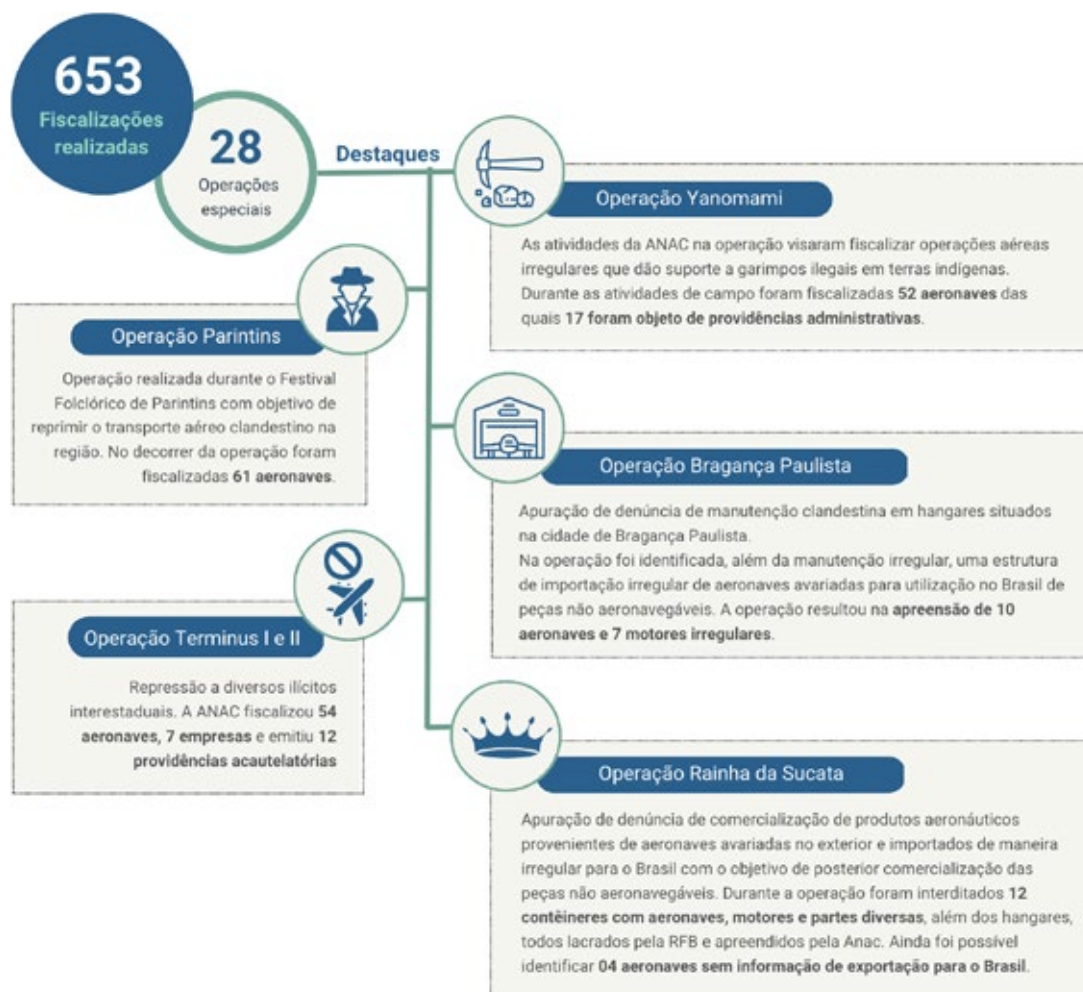 653
Fiscalizações
realizadas
28
Operações
especiais
Destaques
Operação Yanomami
As atividades da ANAC na operação visaram fiscalizar operações aéreas
irregulares que dão suporte a garimpos ilegais em terras indígenas.
Durante as atividades de campo foram fiscalizadas 52 aeronaves das
quais 17 foram objeto de providências administrativas.
Operação Parintins
Operação realizada durante o Festival
Folclórico de Parintins com objetivo de
reprimir o transporte aéreo clandestino na
região. No decorrer da operação foram
fiscalizadas 61 aeronaves.
Operação Bragança Paulista
Apuração de denúncia de manutenção clandestina em hangares situados
na cidade de Bragança Paulista.
Na operação foi identificada, além da manutenção irregular, uma estrutura
de importação irregular de aeronaves avariadas para utilização no Brasil de
peças não aeronavegáveis. A operação resultou na apreensão de 10
aeronaves e 7 motores irregulares.
Operação Terminus I e II
Repressão a diversos ilícitos
interestaduais. A ANAC fiscalizou 54
aeronaves, 7 empresas e emitiu 12
providências acautelatórias
Operação Rainha da Sucata
Apuração de denúncia de comercialização de produtos aeronáuticos
provenientes de aeronaves avariadas no exterior e importados de maneira
irregular para o Brasil com o objetivo de posterior comercialização das
peças não aeronavegáveis. Durante a operação foram interditados 12
contêineres com aeronaves, motores e partes diversas, além dos hangares,
todos lacrados pela RFB e apreendidos pela Anac. Ainda foi possível
identificar 04 aeronaves sem informação de exportação para o Brasil.